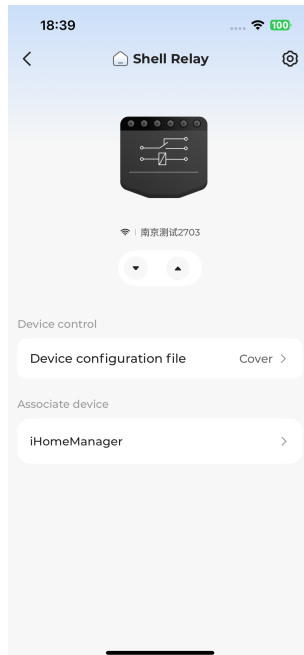 18:39
100
Shell Relay
南京测试2703
Device control
Device configuration file
Cover
Associate device
iHomeManager